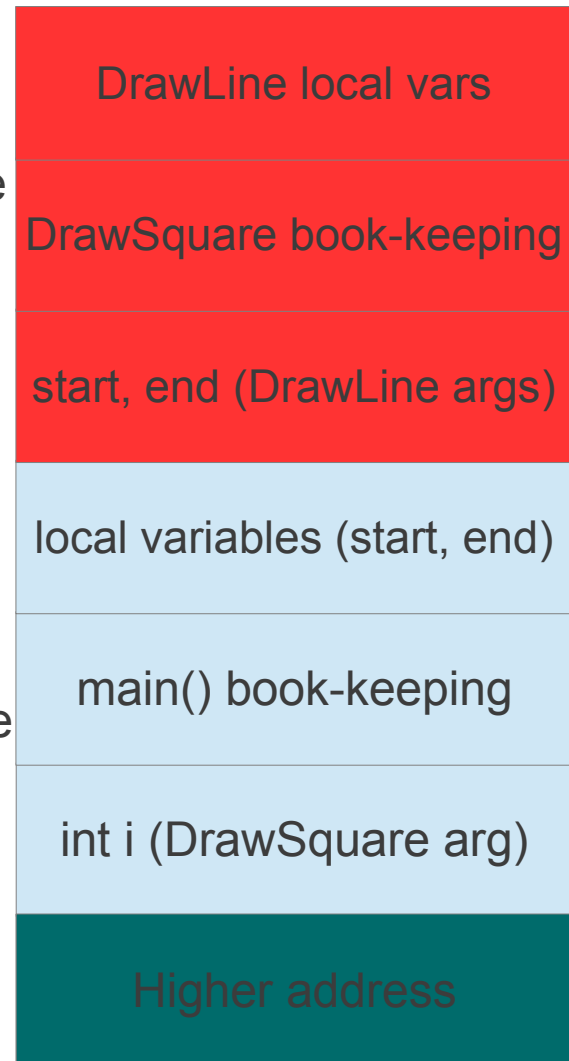 DrawLine local vars
e
DrawSquare book-keeping
start, end (DrawLine args)
local variables (start, end)
main() book-keeping
e
int i (DrawSquare arg)
Higher address